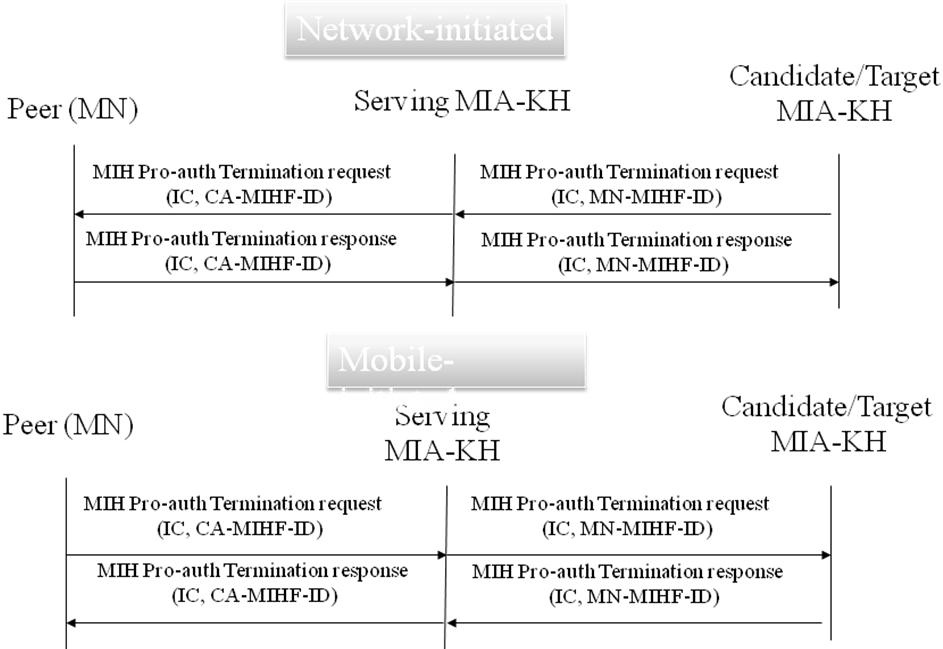 Network-initiated
Candidate/Target
MIA-KH
Serving MIA-KH
Peer (MN)
MIH Pro-auth Termination request
(IC, CA-MIHF-ID)
MIH Pro-auth Termination request
(IC, MN-MIHF-ID)
MIH Pro-auth Termination response
(IC, CA-MIHF-ID)
MIH Pro-auth Termination response
(IC, MN-MIHF-ID)
Mobile-
Serving
MIA-KH
Candidate/Target
MIA-KH
Peer (MN)
MIH Pro-auth Termination request
(IC, CA-MIHF-ID)
MIH Pro-auth Termination request
(IC, MN-MIHF-ID)
MIH Pro-auth Termination response
(IC, CA-MIHF-ID)
MIH Pro-auth Termination response
(IC, MN-MIHF-ID)